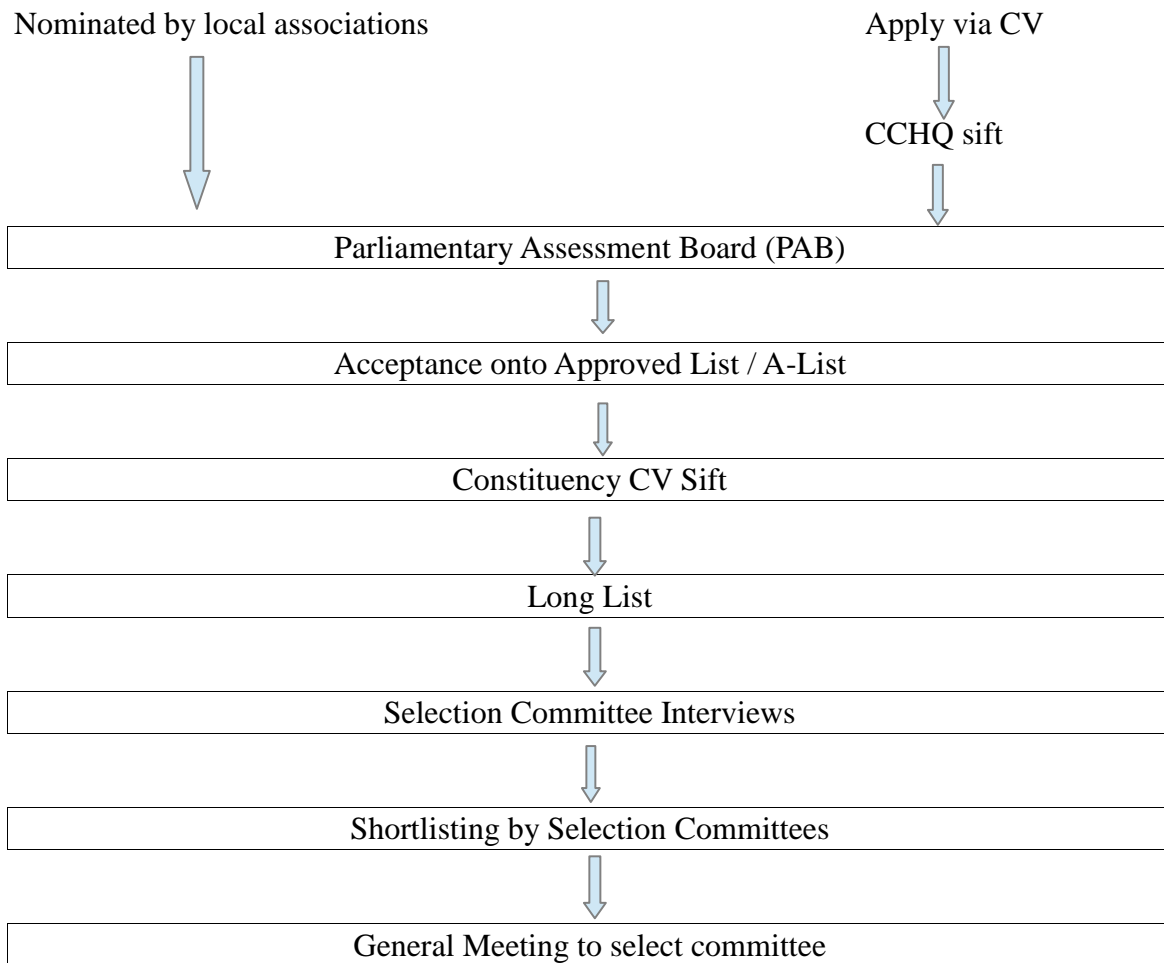 Nominated by local associations
Apply via CV
CCHQ sift
Parliamentary Assessment Board (PAB)
Acceptance onto Approved List / A-List
Constituency CV Sift
Long List
Selection Committee Interviews
Shortlisting by Selection Committees
General Meeting to select committee